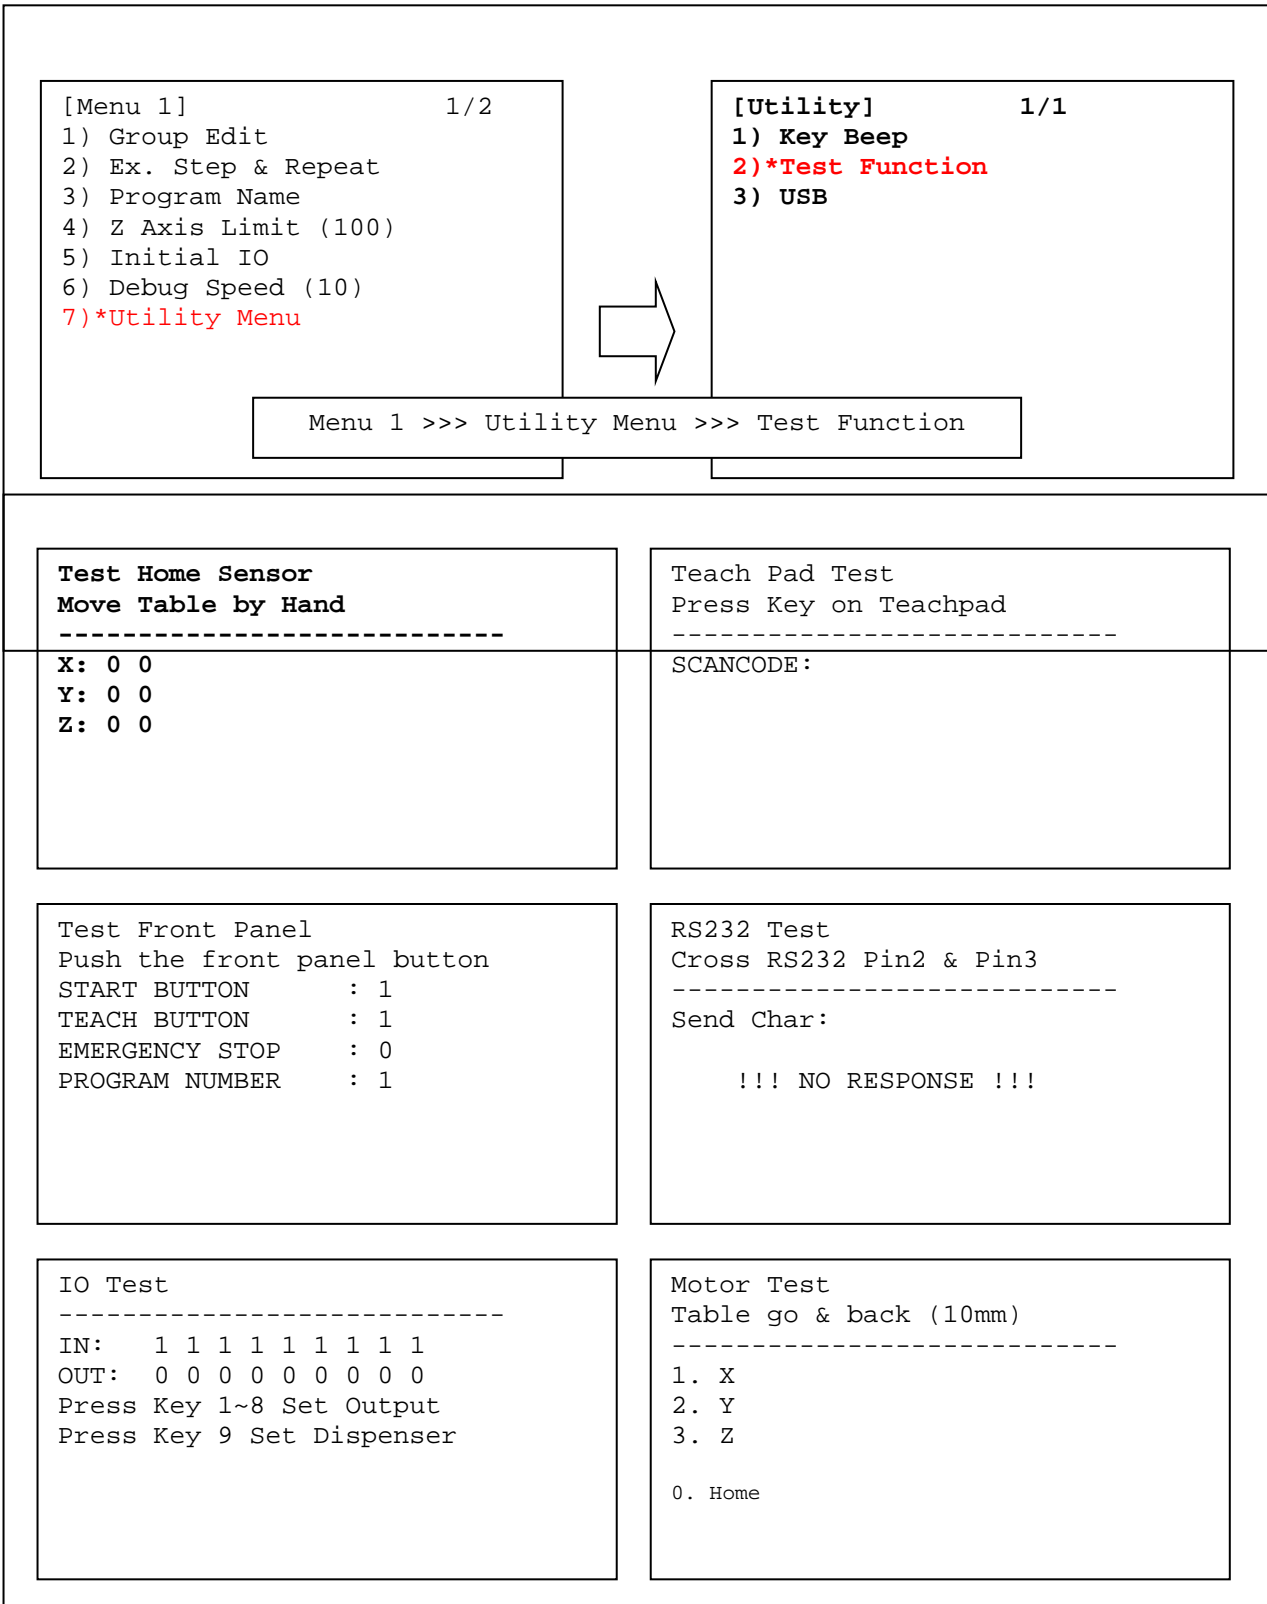 [Menu 1] 1/2
1) Group Edit
2) Ex. Step & Repeat
3) Program Name
4) Z Axis Limit (100)
5) Initial IO
6) Debug Speed (10)
7)*Utility Menu
[Utility] 1/1
1) Key Beep
2)*Test Function
3) USB
Menu 1 >>> Utility Menu >>> Test Function
Test Home Sensor
Move Table by Hand
----------------------------
X: 0 0
Y: 0 0
Z: 0 0
Teach Pad Test
Press Key on Teachpad
----------------------------
SCANCODE:
Test Front Panel
Push the front panel button
START BUTTON : 1
TEACH BUTTON : 1
EMERGENCY STOP : 0
PROGRAM NUMBER : 1
RS232 Test
Cross RS232 Pin2 & Pin3
----------------------------
Send Char:
!!! NO RESPONSE !!!
IO Test
----------------------------
IN: 1 1 1 1 1 1 1 1 1
OUT: 0 0 0 0 0 0 0 0 0
Press Key 1~8 Set Output
Press Key 9 Set Dispenser
Motor Test
Table go & back (10mm)
----------------------------
1. X
2. Y
3. Z
0. Home